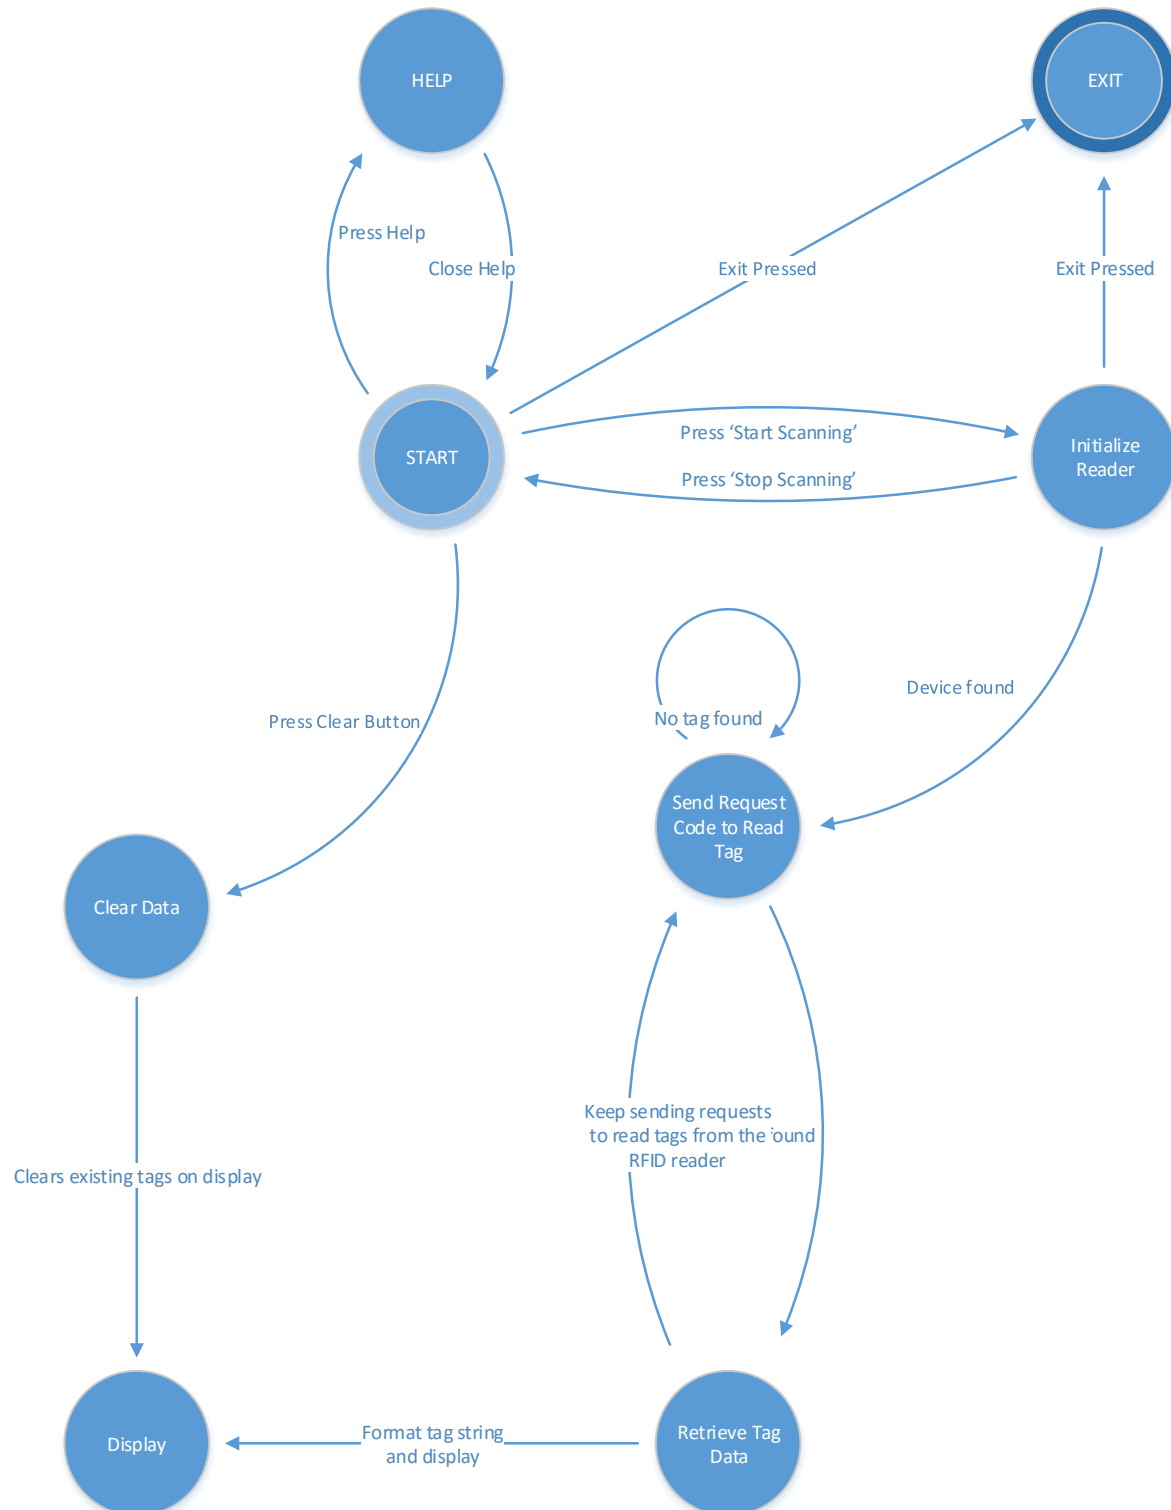 HELP
EXIT
Press Help
Close Help
Exit Pressed
Exit Pressed
START
Press ‘Start Scanning’
Press ‘Stop Scanning’
Initialize
Reader
Device found
No tag found
Press Clear Button
Send Request
Code to Read
Tag
Clear Data
Keep sending requests
to read tags from the found
RFID reader
Clears existing tags on display
Display
Format tag string
and display
Retrieve Tag
Data